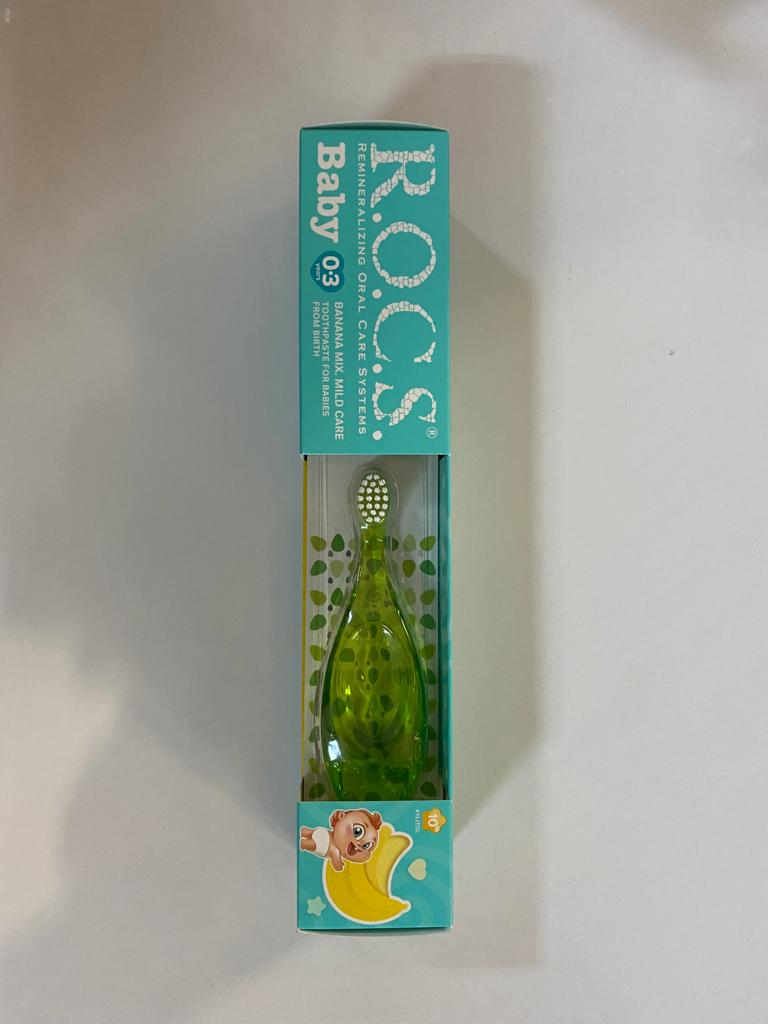 R.O.C.S.®
REMINERALIZING ORAL CARE SYSTEMS
Baby
0-3
years
BANANA MIX. MILD CARE
TOOTHPASTE FOR BABIES
FROM BIRTH
10
XYLITOL